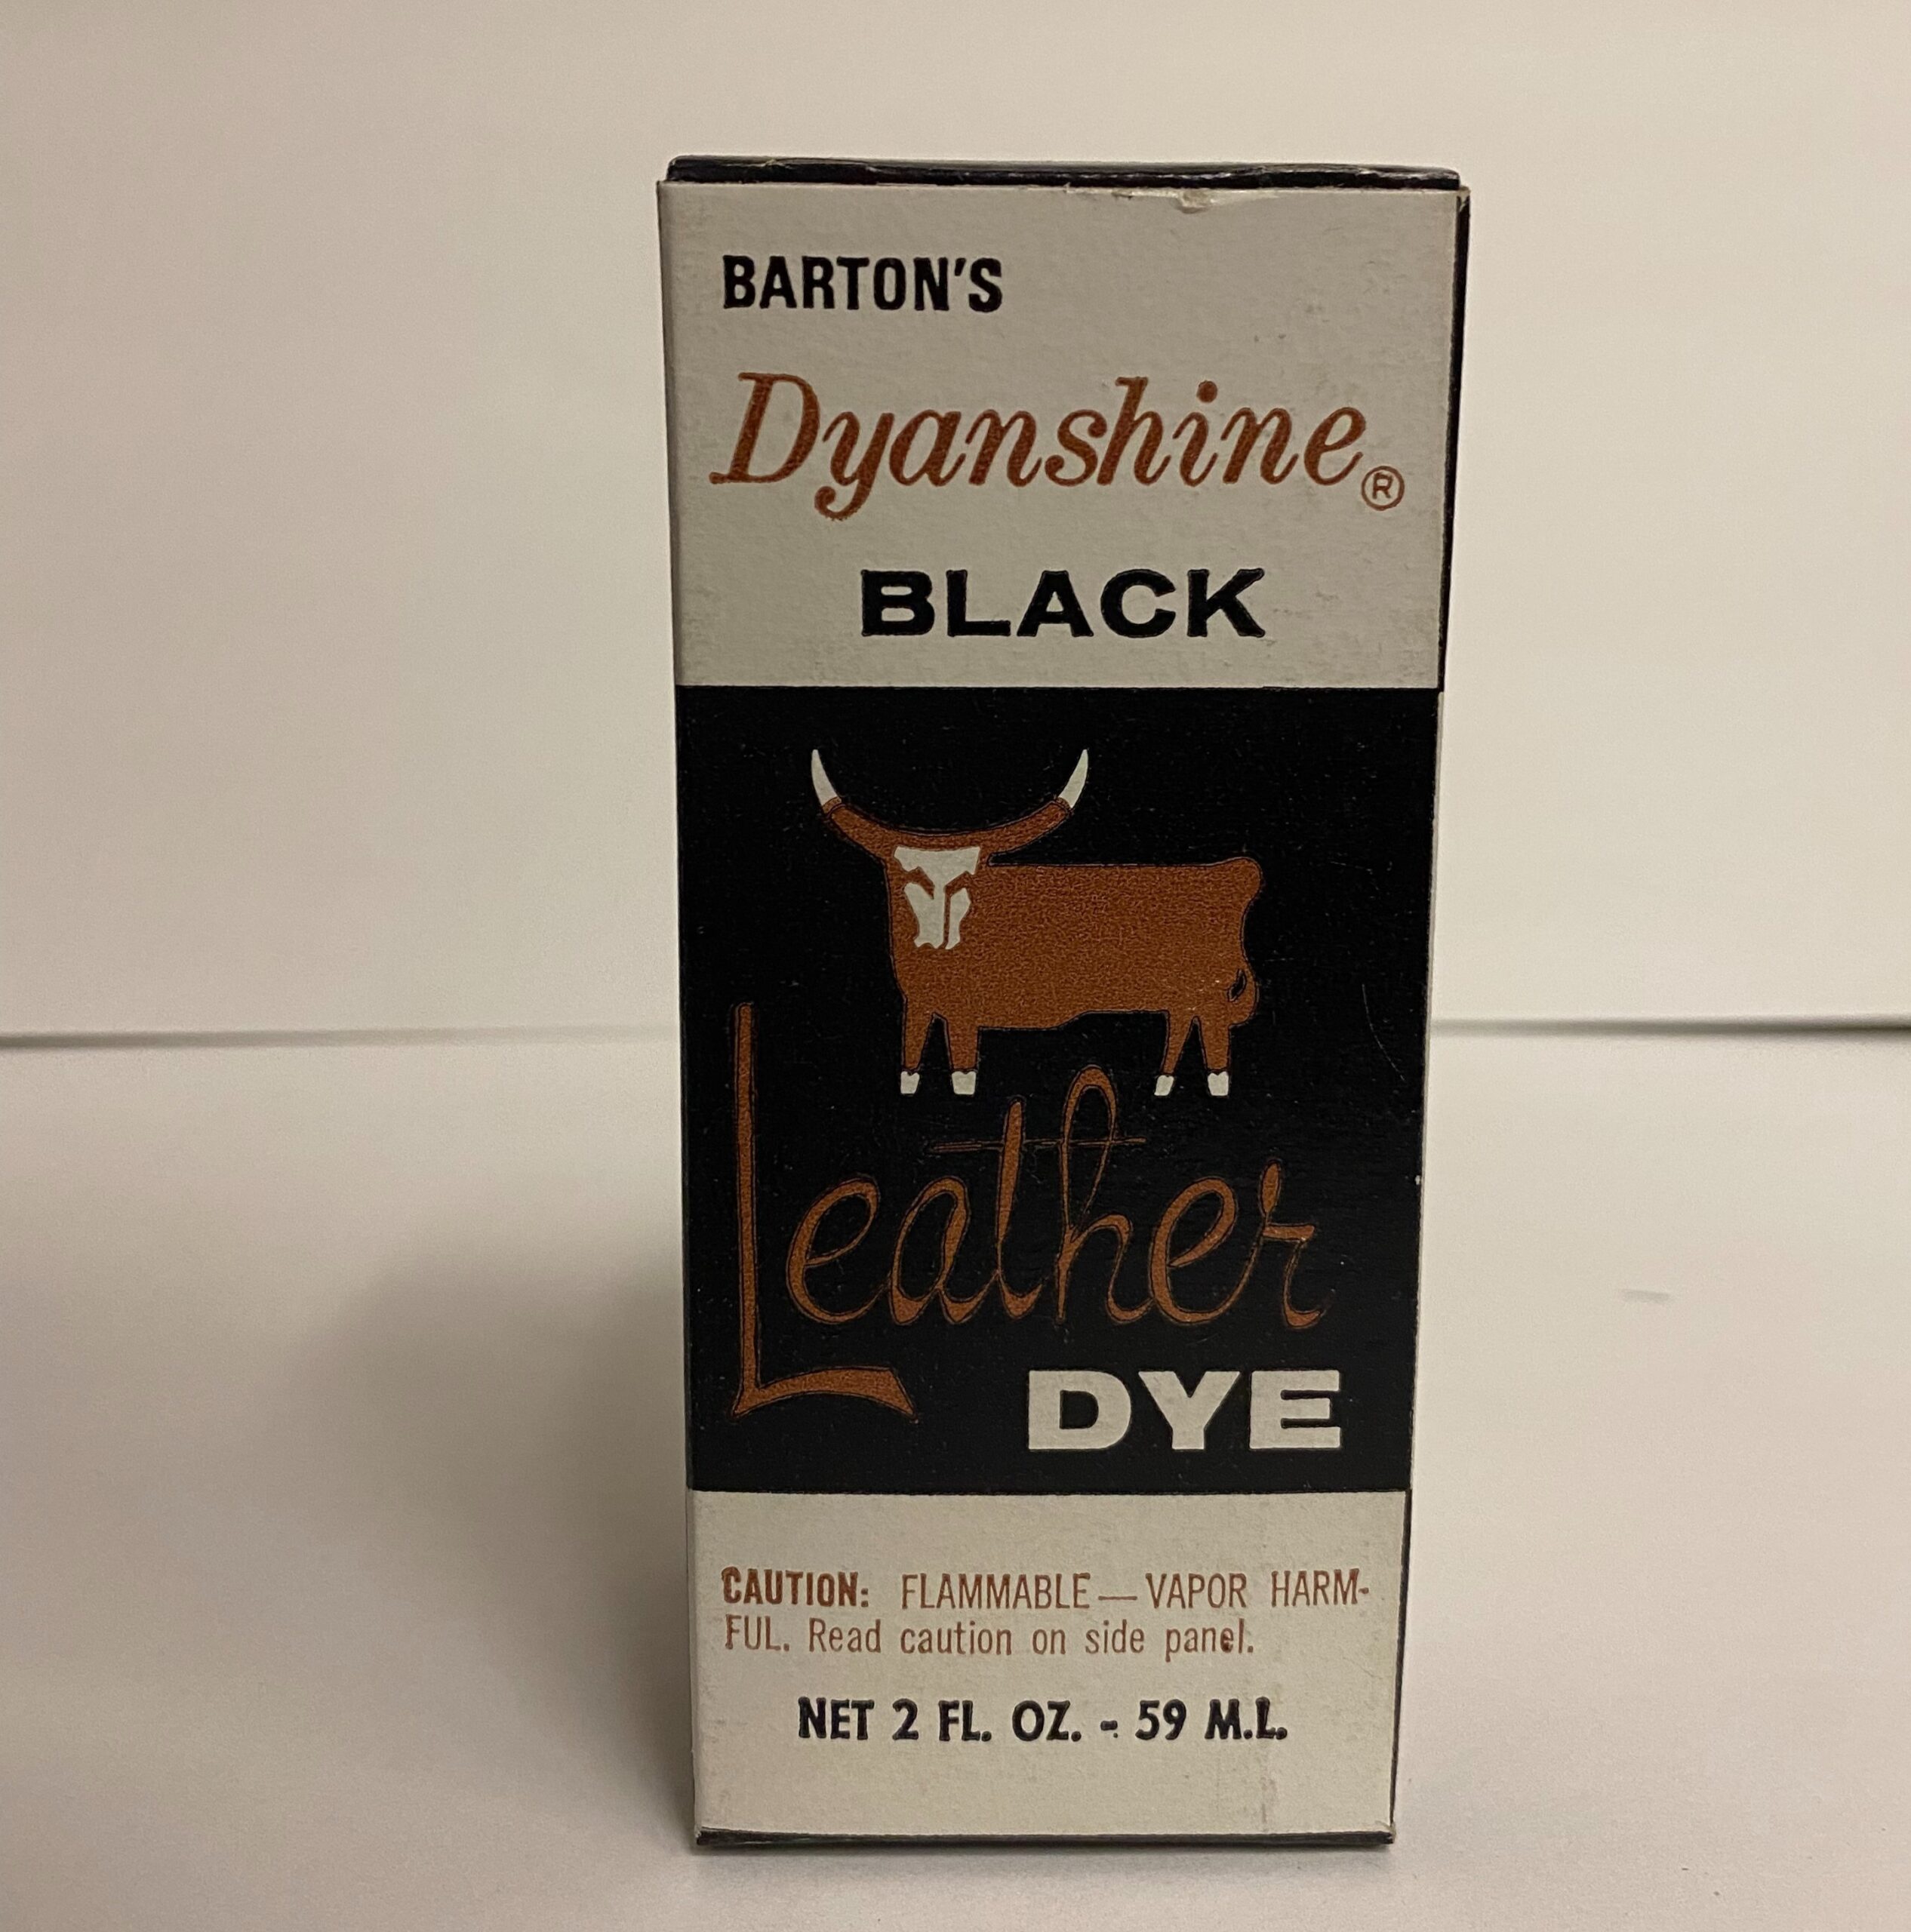 BARTON'S
Dyanshine®
BLACK
Leather
DYE
CAUTION: FLAMMABLE — VAPOR HARM-
FUL. Read caution on side panel.
NET 2 FL. OZ. - 59 M.L.